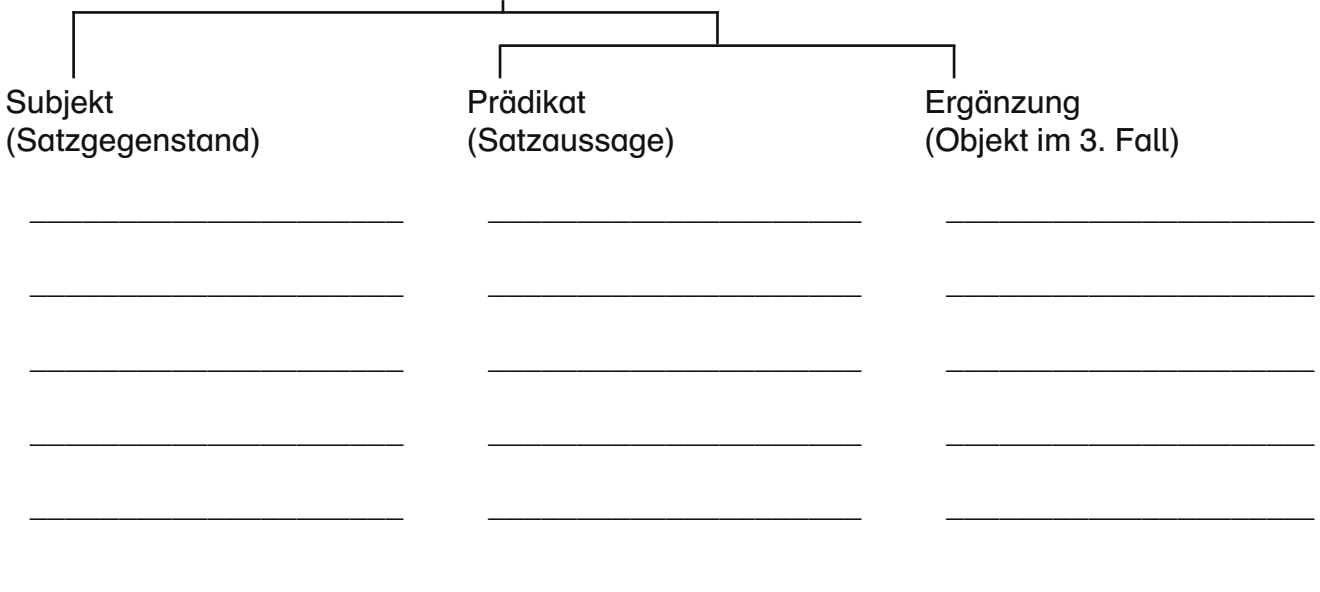 Subjekt
(Satzgegenstand)
Prädikat
(Satzaussage)
Ergänzung
(Objekt im 3. Fall)